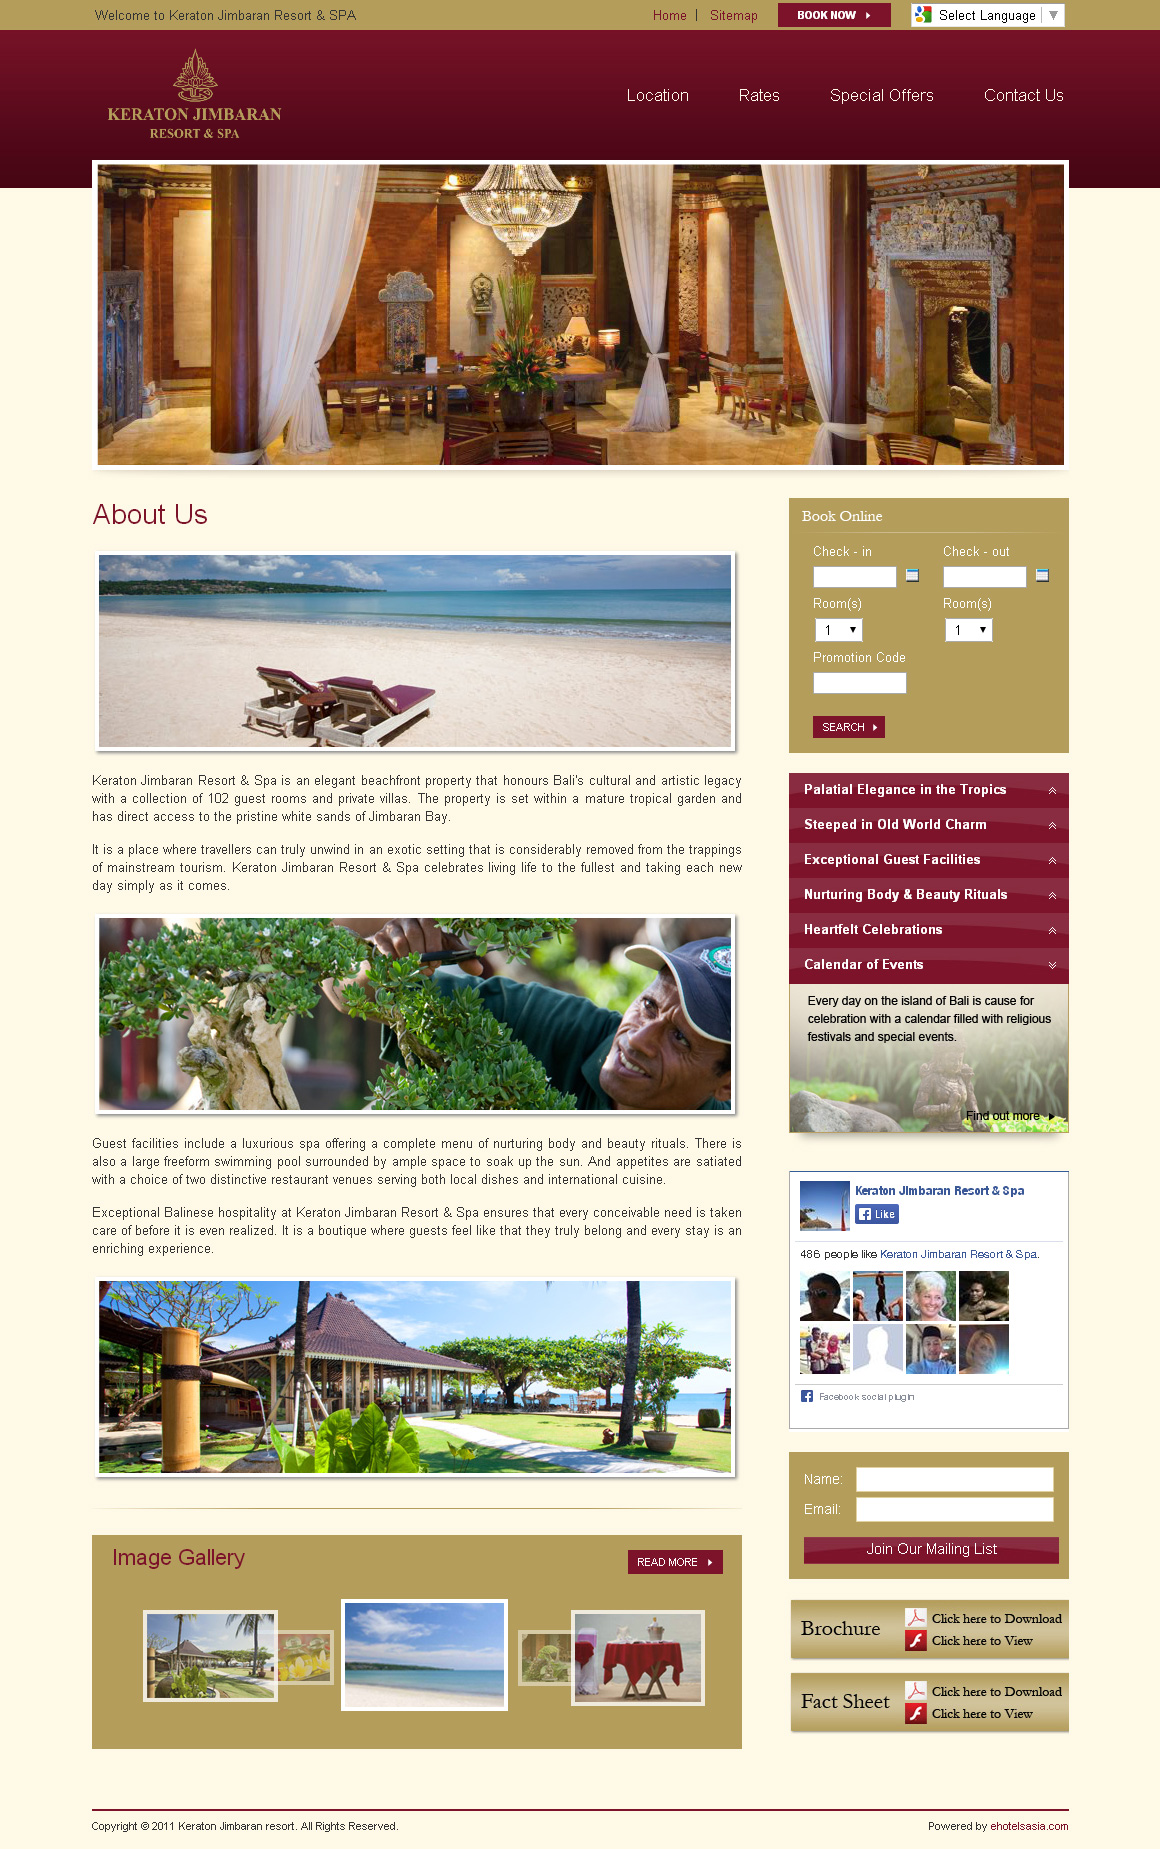 Welcome to Keraton Jimbaran Resort & SPA
Home | Sitemap
BOOK NOW
Select Language
KERATON JIMBARAN
RESORT & SPA
Location Rates Special Offers Contact Us
About Us
Keraton Jimbaran Resort & Spa is an elegant beachfront property that honours Bali's cultural and artistic legacy
with a collection of 102 guest rooms and private villas. The property is set within a mature tropical garden and
has direct access to the pristine white sands of Jimbaran Bay.
It is a place where travellers can truly unwind in an exotic setting that is considerably removed from the trappings
of mainstream tourism. Keraton Jimbaran Resort & Spa celebrates living life to the fullest and taking each new
day simply as it comes.
Guest facilities include a luxurious spa offering a complete menu of nurturing body and beauty rituals. There is
also a large freeform swimming pool surrounded by ample space to soak up the sun. And appetites are satiated
with a choice of two distinctive restaurant venues serving both local dishes and international cuisine.
Exceptional Balinese hospitality at Keraton Jimbaran Resort & Spa ensures that every conceivable need is taken
care of before it is even realized. It is a boutique where guests feel like that they truly belong and every stay is an
enriching experience.
Image Gallery
READ MORE
Book Online
Check - in Check - out
Room(s) Room(s)
1 1
Promotion Code
SEARCH
Palatial Elegance in the Tropics
Steeped in Old World Charm
Exceptional Guest Facilities
Nurturing Body & Beauty Rituals
Heartfelt Celebrations
Calendar of Events
Every day on the island of Bali is cause for
celebration with a calendar filled with religious
festivals and special events.
Find out more
Keraton Jimbaran Resort & Spa
Like
486 people like Keraton Jimbaran Resort & Spa.
Facebook social plugin
Name:
Email:
Join Our Mailing List
Brochure
Click here to Download
Click here to View
Fact Sheet
Click here to Download
Click here to View
Copyright © 2011 Keraton Jimbaran resort. All Rights Reserved.
Powered by ehotelsasia.com